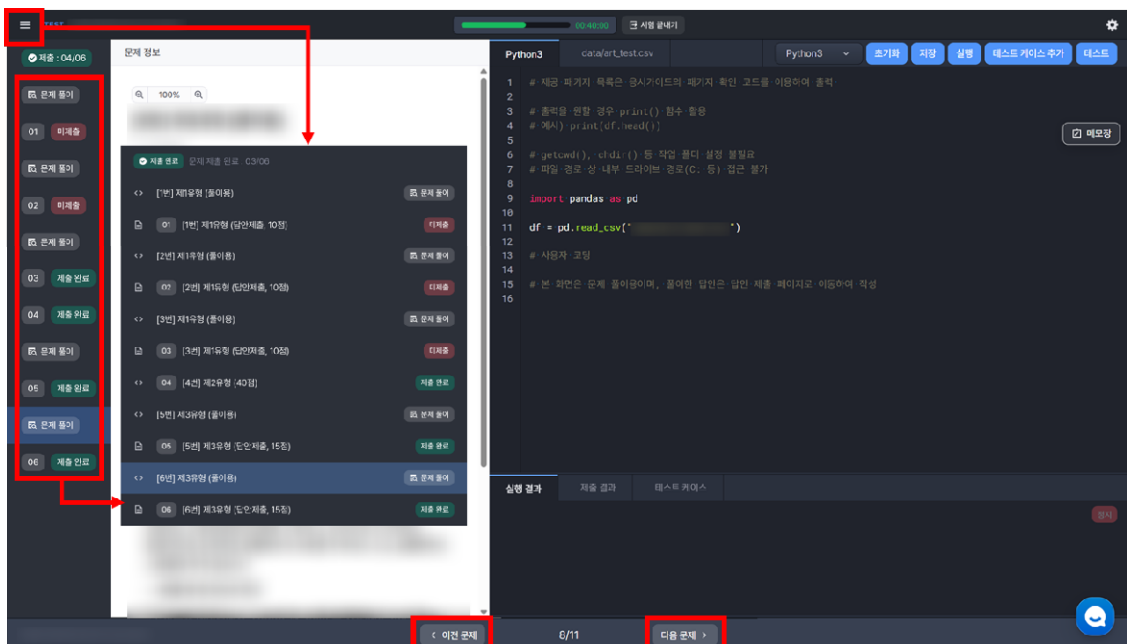 TEST
00:40:00
시험 끝내기
제출 : 04/06
문제 정보
Python3
data/art_test.csv
Python3
초기화
저장
실행
테스트 케이스 추가
테스트
문제 풀이
01 미제출
문제 풀이
02 미제출
문제 풀이
03 제출 완료
04 제출 완료
문제 풀이
05 제출 완료
문제 풀이
06 제출 완료
100%
제출 완료 문제 제출 완료 : 03/06
[1번] 제1유형 (풀이용) 문제 풀이
01 [1번] 제1유형 (답안제출, 10점) 미제출
[2번] 제1유형 (풀이용) 문제 풀이
02 [2번] 제1유형 (답안제출, 10점) 미제출
[3번] 제1유형 (풀이용) 문제 풀이
03 [3번] 제1유형 (답안제출, 10점) 미제출
04 [4번] 제2유형 (40점) 제출 완료
[5번] 제3유형 (풀이용) 문제 풀이
05 [5번] 제3유형 (답안제출, 15점) 제출 완료
[6번] 제3유형 (풀이용) 문제 풀이
06 [6번] 제3유형 (답안제출, 15점) 제출 완료
1 # 제공 패키지 목록은 응시가이드의 패키지 확인 코드를 이용하여 출력
2
3 # 출력을 원할 경우 print() 함수 활용
4 # 예시) print(df.head())
5
6 # getcwd(), chdir() 등 작업 폴더 설정 불필요
7 # 파일 경로 상 내부 드라이브 경로(C: 등) 접근 불가
8
9 import pandas as pd
10
11 df = pd.read_csv(" ")
12
13 # 사용자 코딩
14
15 # 본 화면은 문제 풀이용이며, 풀이한 답안은 답안 제출 페이지로 이동하여 작성
16
메모장
실행 결과
제출 결과
테스트 케이스
정지
이전 문제
8/11
다음 문제